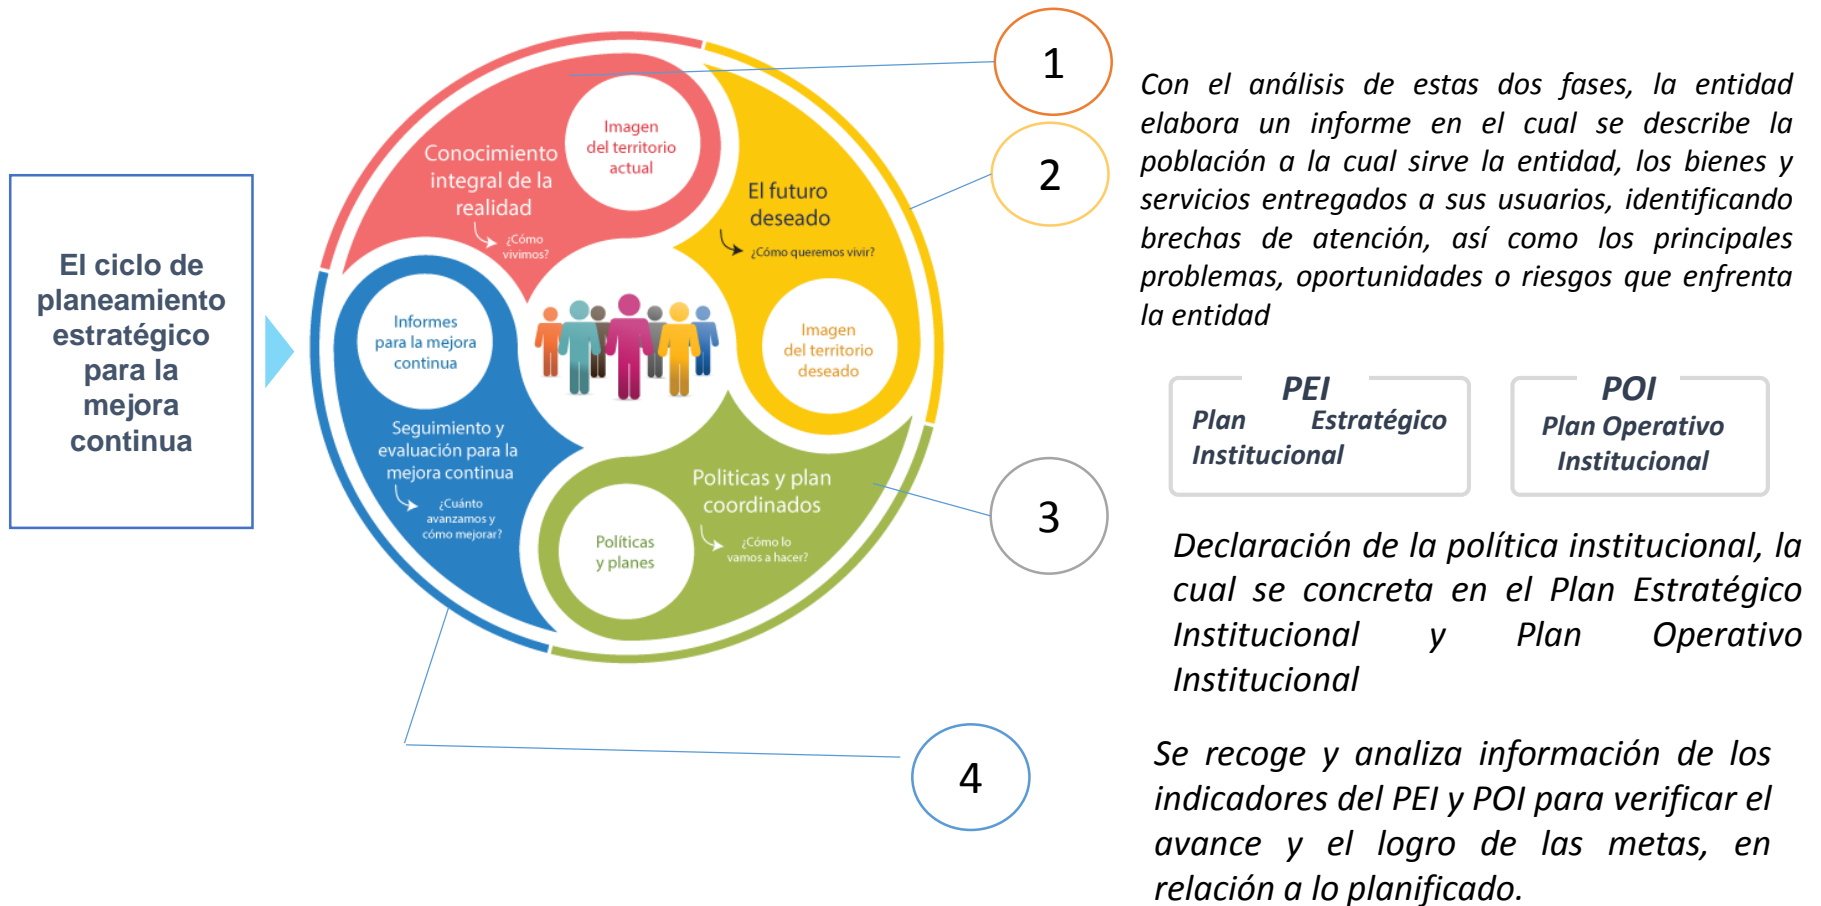 El ciclo de
planeamiento
estratégico
para la
mejora
continua
Conocimiento
integral de la
realidad
¿Cómo
vivimos?
Imagen
del territorio
actual
El futuro
deseado
¿Cómo queremos vivir?
Imagen
del territorio
deseado
Politicas y plan
coordinados
¿Cómo lo
vamos a hacer?
Políticas
y planes
Informes
para la mejora
continua
Seguimiento y
evaluación para la
mejora continua
¿Cuánto
avanzamos y
cómo mejorar?
1
2
3
4
Con el análisis de estas dos fases, la entidad
elabora un informe en el cual se describe la
población a la cual sirve la entidad, los bienes y
servicios entregados a sus usuarios, identificando
brechas de atención, así como los principales
problemas, oportunidades o riesgos que enfrenta
la entidad
PEI
Plan Estratégico
Institucional
POI
Plan Operativo
Institucional
Declaración de la política institucional, la
cual se concreta en el Plan Estratégico
Institucional y Plan Operativo
Institucional
Se recoge y analiza información de los
indicadores del PEI y POI para verificar el
avance y el logro de las metas, en
relación a lo planificado.